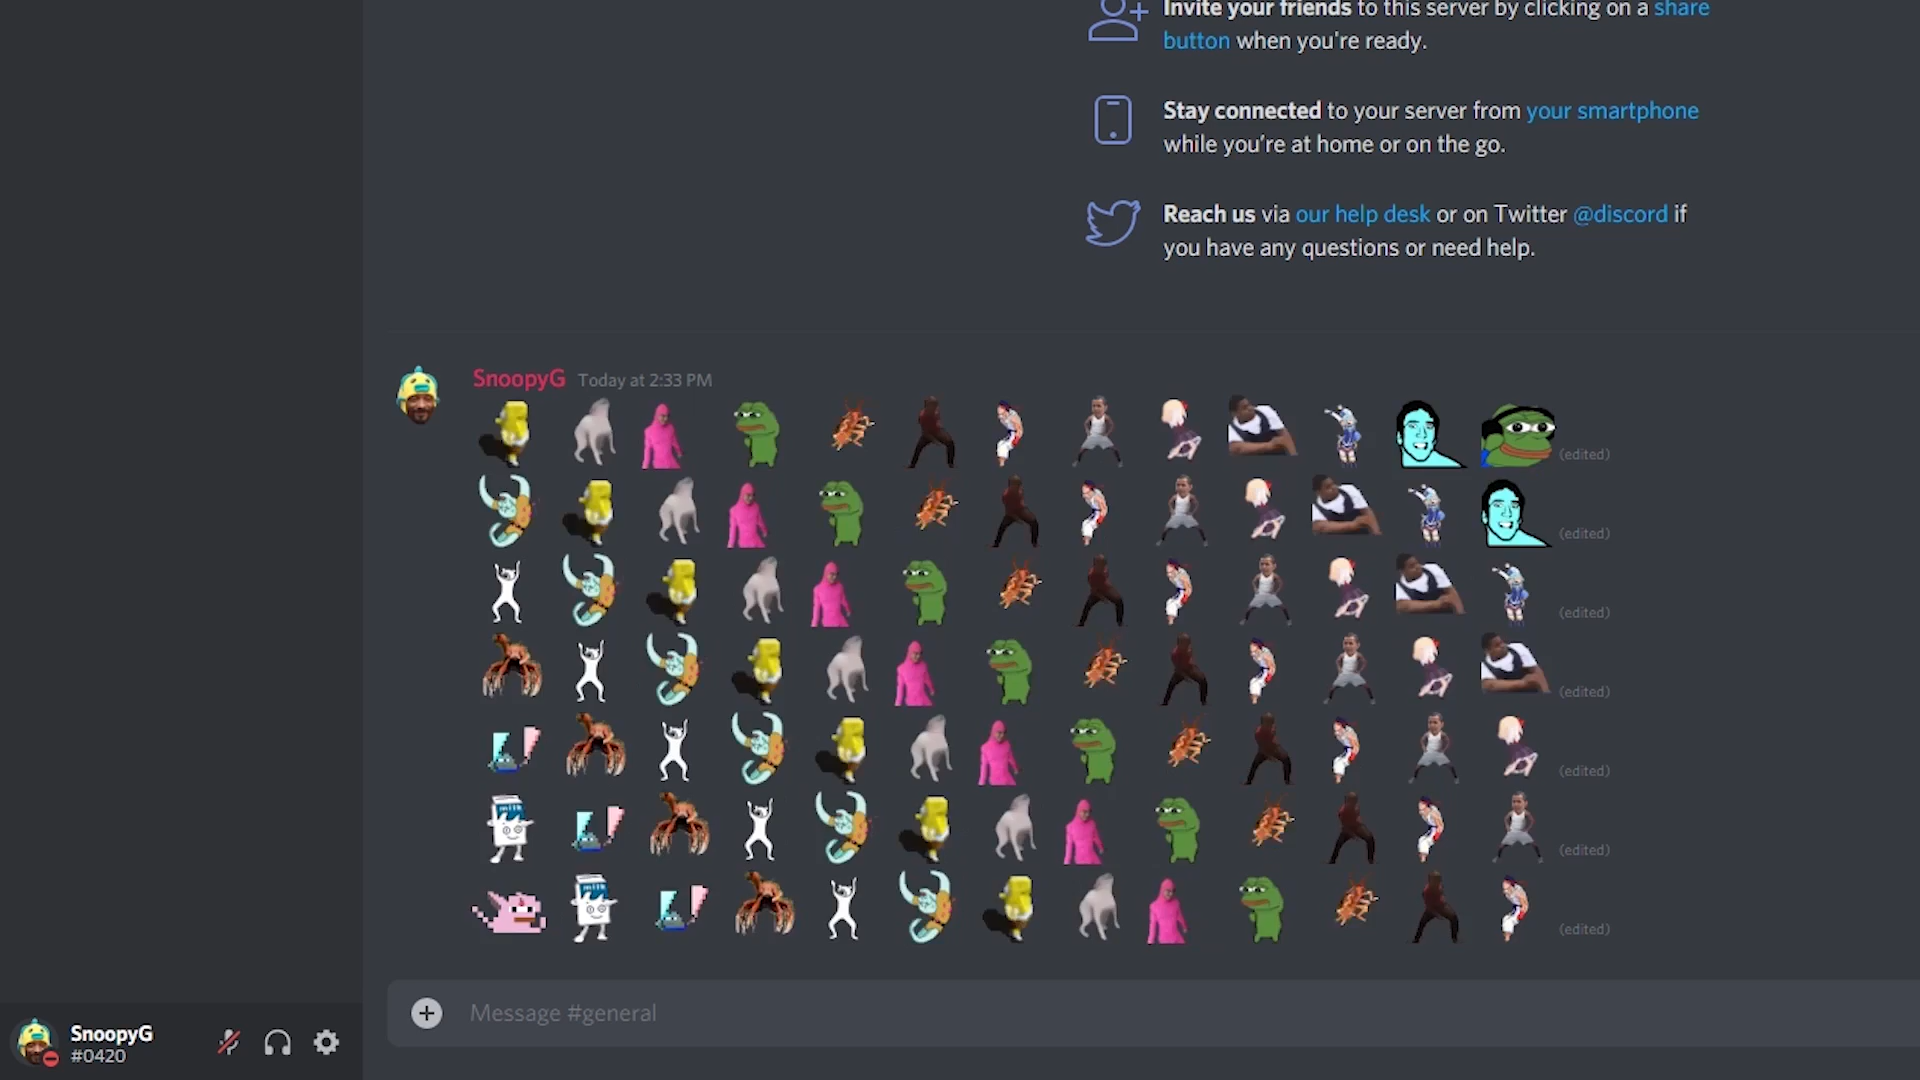 Invite your friends to this server by clicking on a share
button when you're ready.
Stay connected to your server from your smartphone
while you’re at home or on the go.
Reach us via our help desk or on Twitter @discord if
you have any questions or need help.
SnoopyG Today at 2:33 PM
(edited)
(edited)
(edited)
(edited)
(edited)
milk
(edited)
milk
(edited)
Message #general
SnoopyG
#0420